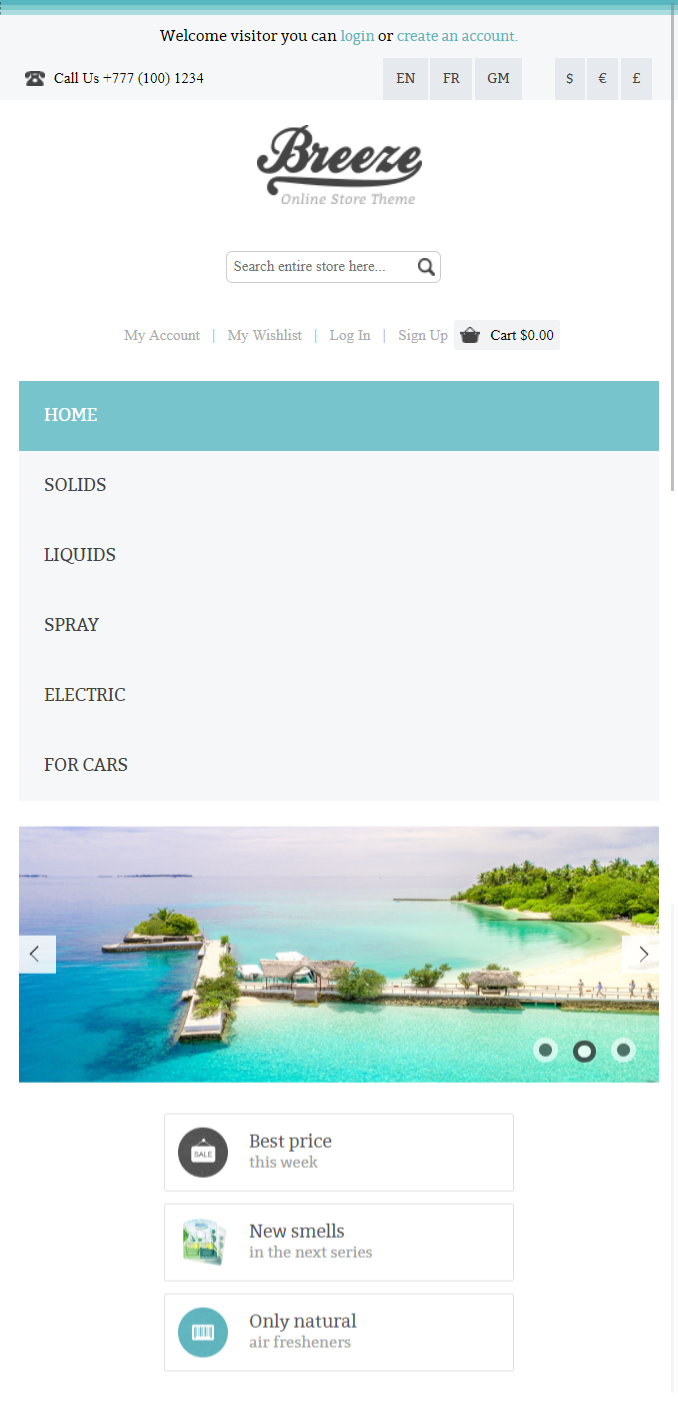 Welcome visitor you can login or create an account.
Call Us +777 (100) 1234 EN FR GM $ € £
Breeze
Online Store Theme
Search entire store here...
My Account | My Wishlist | Log In | Sign Up Cart $0.00
HOME
SOLIDS
LIQUIDS
SPRAY
ELECTRIC
FOR CARS
SALE
Best price
this week
New smells
in the next series
Only natural
air fresheners